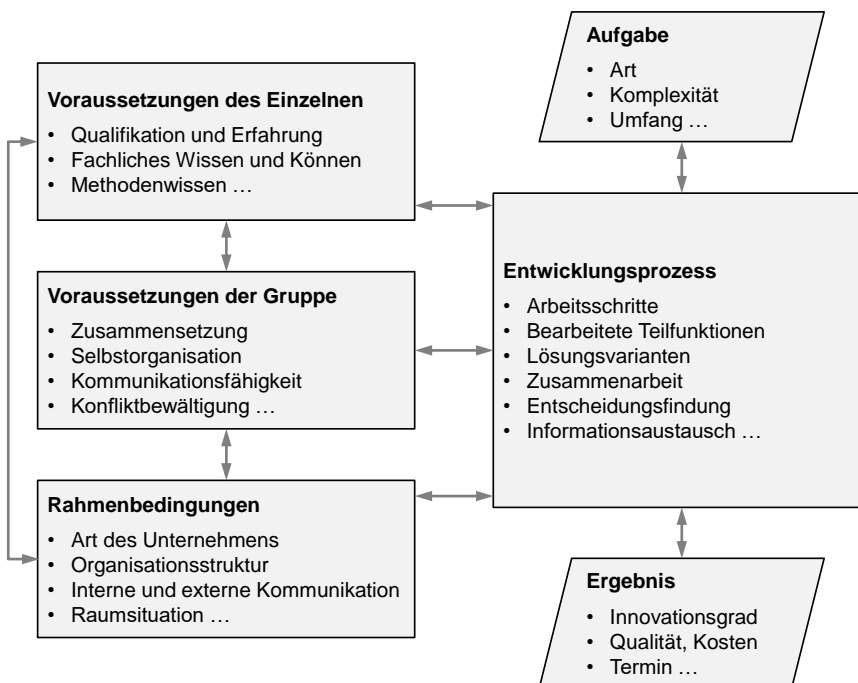 Voraussetzungen des Einzelnen
• Qualifikation und Erfahrung
• Fachliches Wissen und Können
• Methodenwissen …
Voraussetzungen der Gruppe
• Zusammensetzung
• Selbstorganisation
• Kommunikationsfähigkeit
• Konfliktbewältigung …
Rahmenbedingungen
• Art des Unternehmens
• Organisationsstruktur
• Interne und externe Kommunikation
• Raumsituation …
Aufgabe
• Art
• Komplexität
• Umfang …
Entwicklungsprozess
• Arbeitsschritte
• Bearbeitete Teilfunktionen
• Lösungsvarianten
• Zusammenarbeit
• Entscheidungsfindung
• Informationsaustausch …
Ergebnis
• Innovationsgrad
• Qualität, Kosten
• Termin …